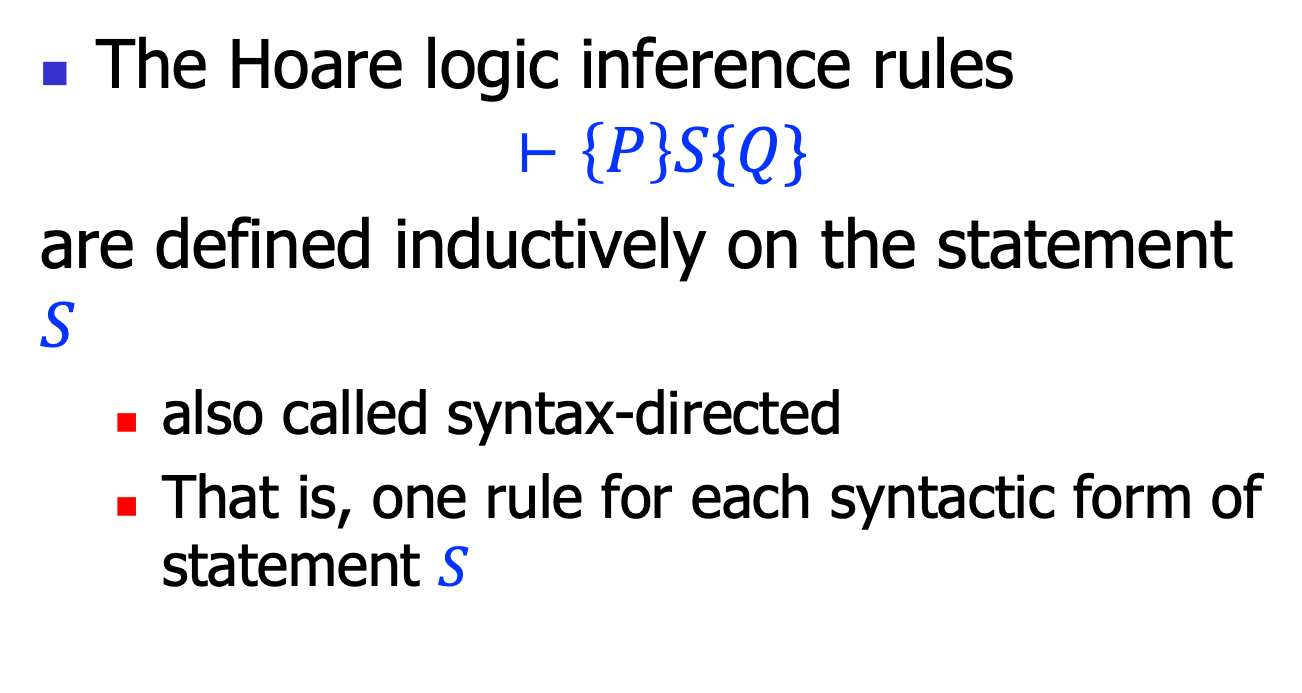 The Hoare logic inference rules
⊢ {P}S{Q}
are defined inductively on the statement
S
also called syntax-directed
That is, one rule for each syntactic form of
statement S